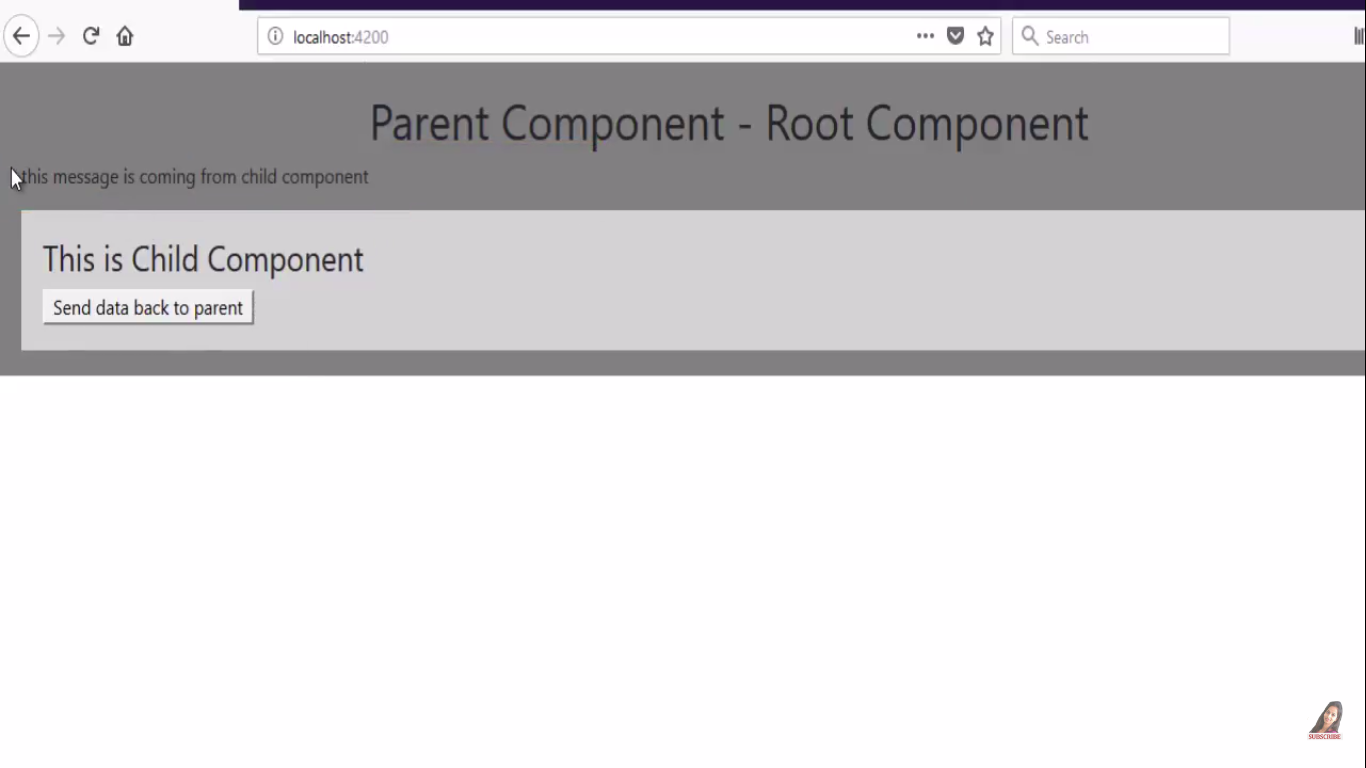 localhost:4200
Search
Parent Component - Root Component
this message is coming from child component
This is Child Component
Send data back to parent
SUBSCRIBE